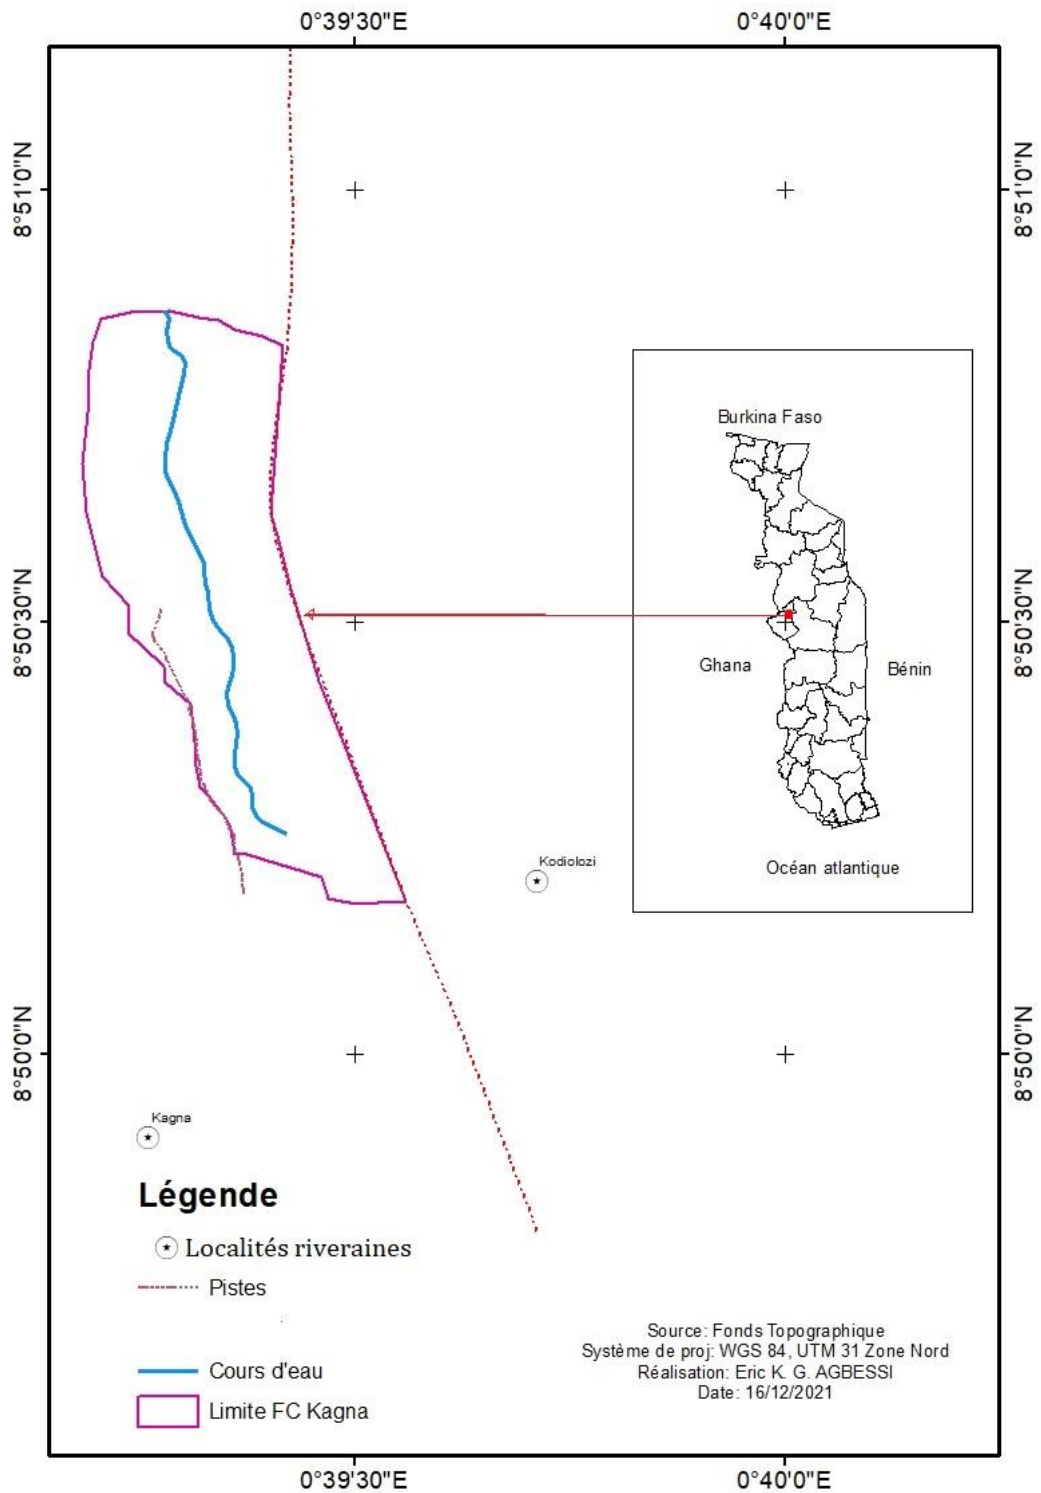 0°39'30"E 0°40'0"E
8°51'0"N 8°51'0"N
Burkina Faso
8°50'30"N 8°50'30"N
Ghana Bénin
Kodiolozi
Océan atlantique
8°50'0"N 8°50'0"N
Kagna
Légende
Localités riveraines
Pistes
Cours d'eau
Limite FC Kagna
Source: Fonds Topographique
Système de proj: WGS 84, UTM 31 Zone Nord
Réalisation: Eric K. G. AGBESSI
Date: 16/12/2021
0°39'30"E 0°40'0"E